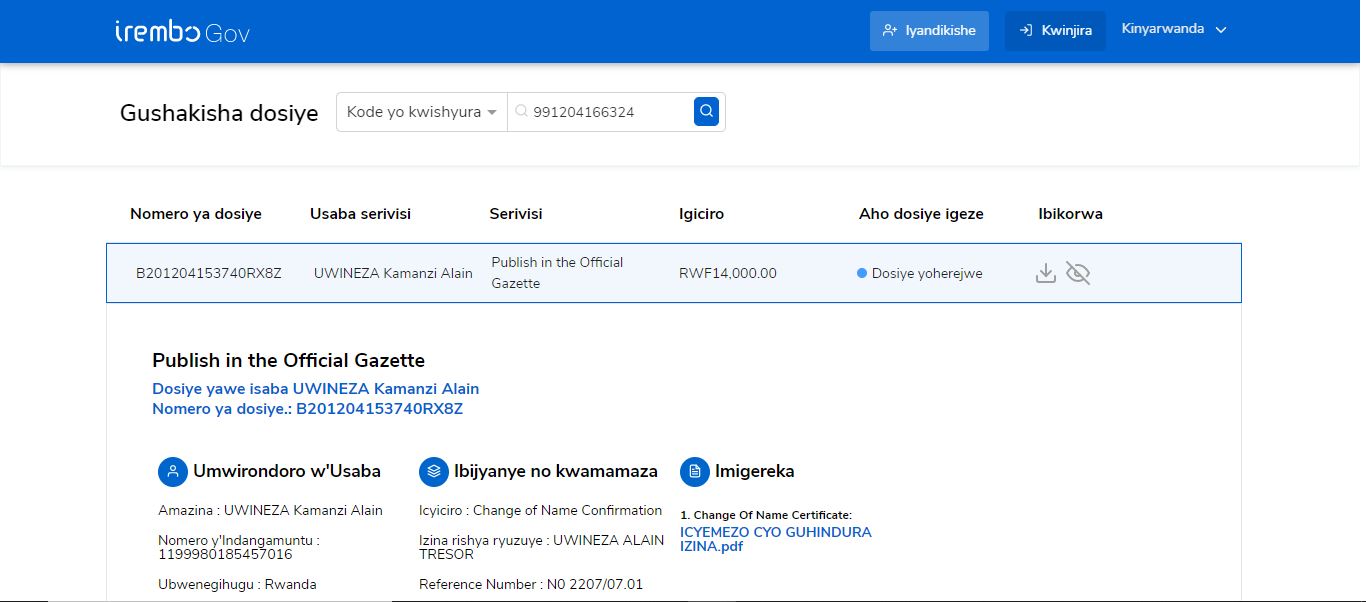 irembo Gov
Iyandikishe
Kwinjira
Kinyarwanda
Gushakisha dosiye
Kode yo kwishyura
991204166324
Nomero ya dosiye Usaba serivisi Serivisi Igiciro Aho dosiye igeze Ibikorwa
B201204153740RX8Z UWINEZA Kamanzi Alain Publish in the Official RWF14,000.00 Dosiye yoherejwe
Gazette
Publish in the Official Gazette
Dosiye yawe isaba UWINEZA Kamanzi Alain
Nomero ya dosiye.: B201204153740RX8Z
Umwirondoro w'Usaba
Amazina : UWINEZA Kamanzi Alain
Nomero y'Indangamuntu :
1199980185457016
Ubwenegihugu : Rwanda
Ibijyanye no kwamamaza
Icyiciro : Change of Name Confirmation
Izina rishya ryuzuye : UWINEZA ALAIN
TRESOR
Reference Number : N0 2207/07.01
Imigereka
1. Change Of Name Certificate:
ICYEMEZO CYO GUHINDURA
IZINA.pdf